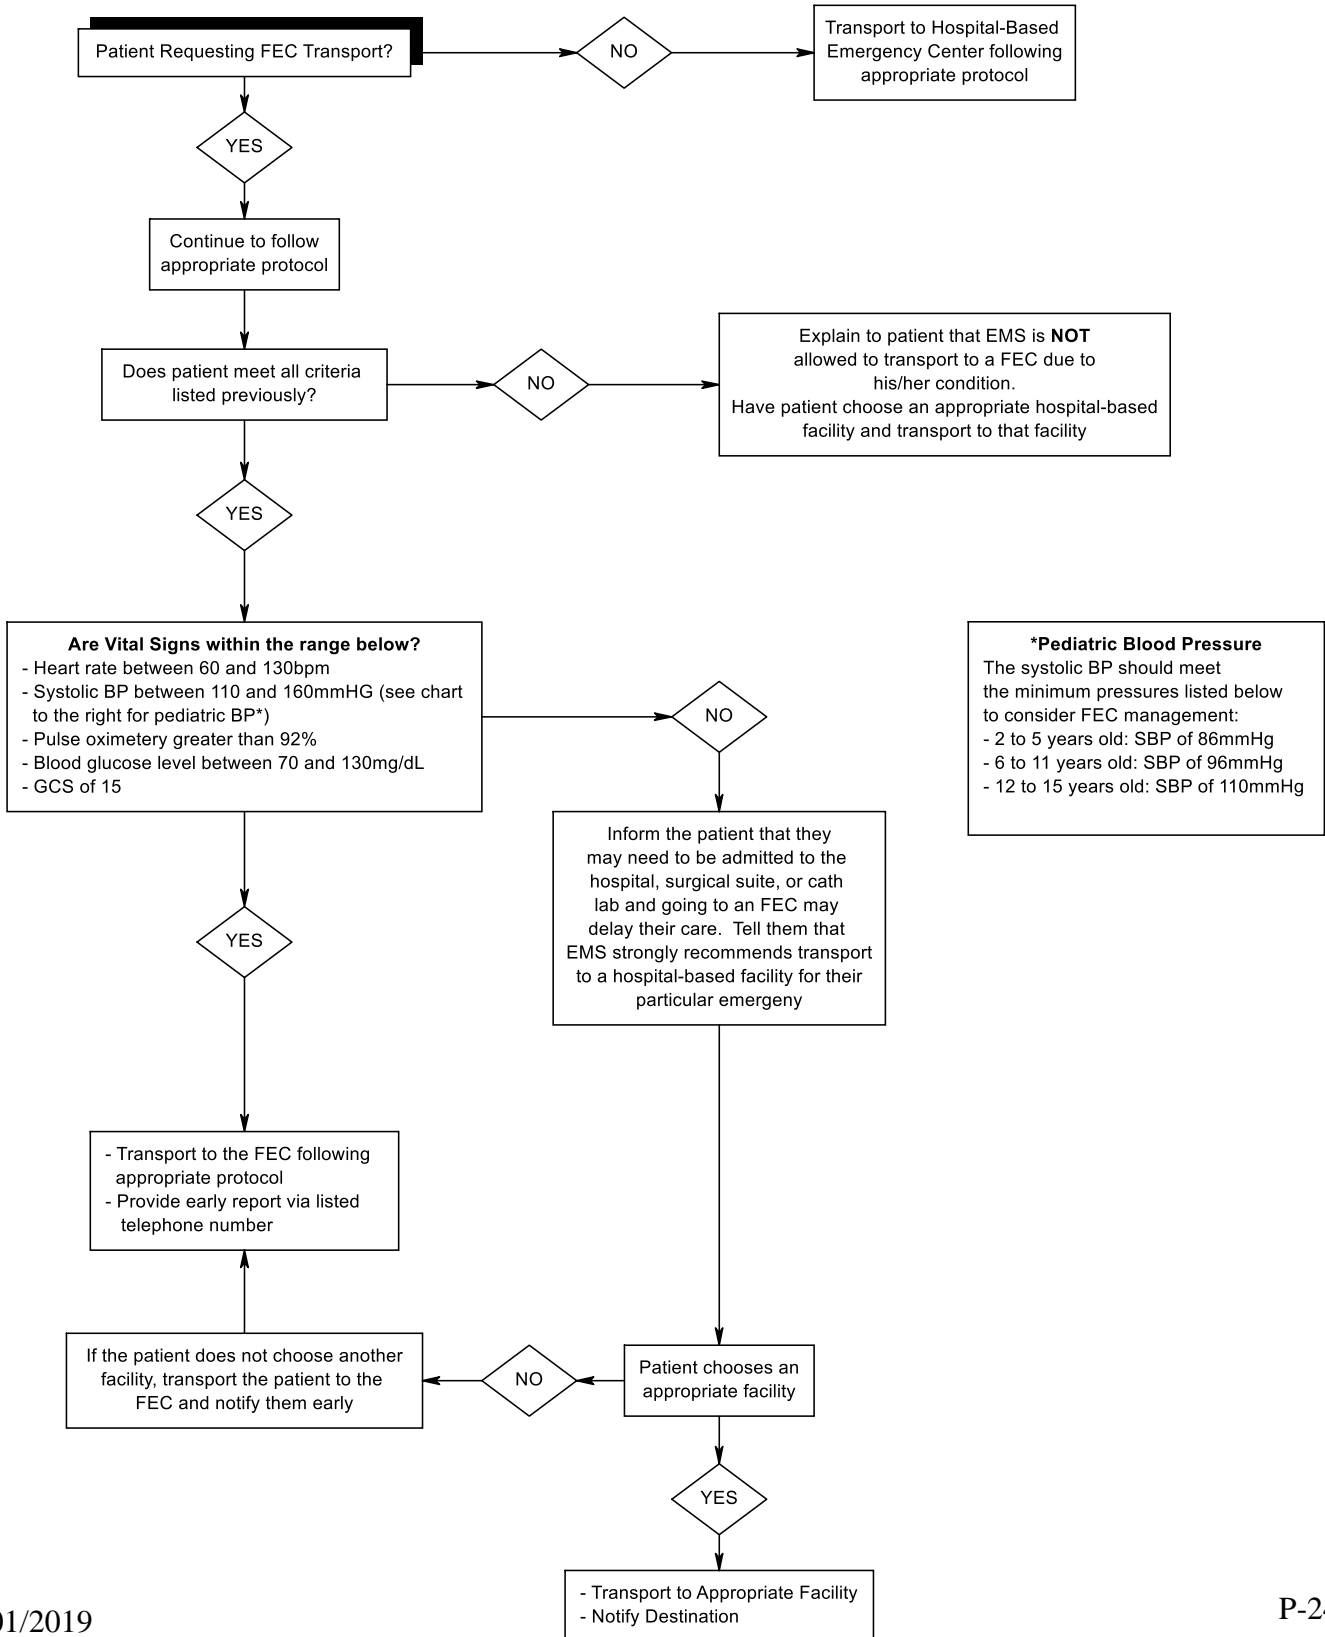 Patient Requesting FEC Transport?
NO
Transport to Hospital-Based
Emergency Center following
appropriate protocol
YES
Continue to follow
appropriate protocol
Does patient meet all criteria
listed previously?
NO
Explain to patient that EMS is NOT
allowed to transport to a FEC due to
his/her condition.
Have patient choose an appropriate hospital-based
facility and transport to that facility
YES
Are Vital Signs within the range below?
- Heart rate between 60 and 130bpm
- Systolic BP between 110 and 160mmHG (see chart
to the right for pediatric BP*)
- Pulse oximetery greater than 92%
- Blood glucose level between 70 and 130mg/dL
- GCS of 15
NO
*Pediatric Blood Pressure
The systolic BP should meet
the minimum pressures listed below
to consider FEC management:
- 2 to 5 years old: SBP of 86mmHg
- 6 to 11 years old: SBP of 96mmHg
- 12 to 15 years old: SBP of 110mmHg
Inform the patient that they
may need to be admitted to the
hospital, surgical suite, or cath
lab and going to an FEC may
delay their care. Tell them that
EMS strongly recommends transport
to a hospital-based facility for their
particular emergeny
YES
- Transport to the FEC following
appropriate protocol
- Provide early report via listed
telephone number
If the patient does not choose another
facility, transport the patient to the
FEC and notify them early
NO
Patient chooses an
appropriate facility
YES
- Transport to Appropriate Facility
- Notify Destination
01/2019
P-24